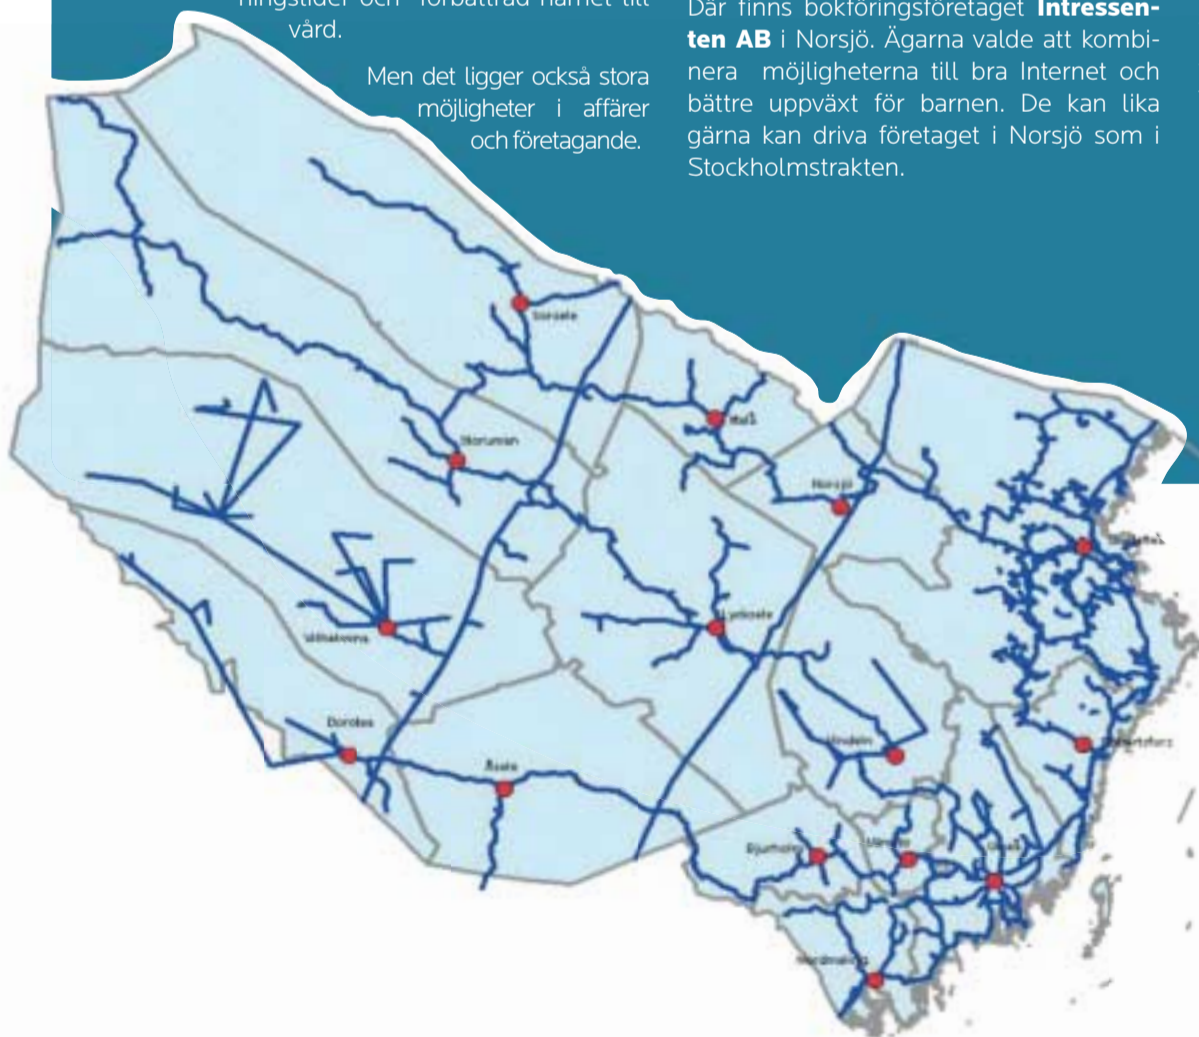 vård.
Men det ligger också stora
möjligheter i affärer
och företagande.
Där finns bokföringsföretaget Intressen-
ten AB i Norsjö. Ägarna valde att kombi-
nera möjligheterna till bra Internet och
bättre uppväxt för barnen. De kan lika
gärna kan driva företaget i Norsjö som i
Stockholmstrakten.
Sorsele
Storuman
Malå
Norsjö
Lycksele
Vilhelmina
Dorotea
Åsele
Vindeln
Bjurholm